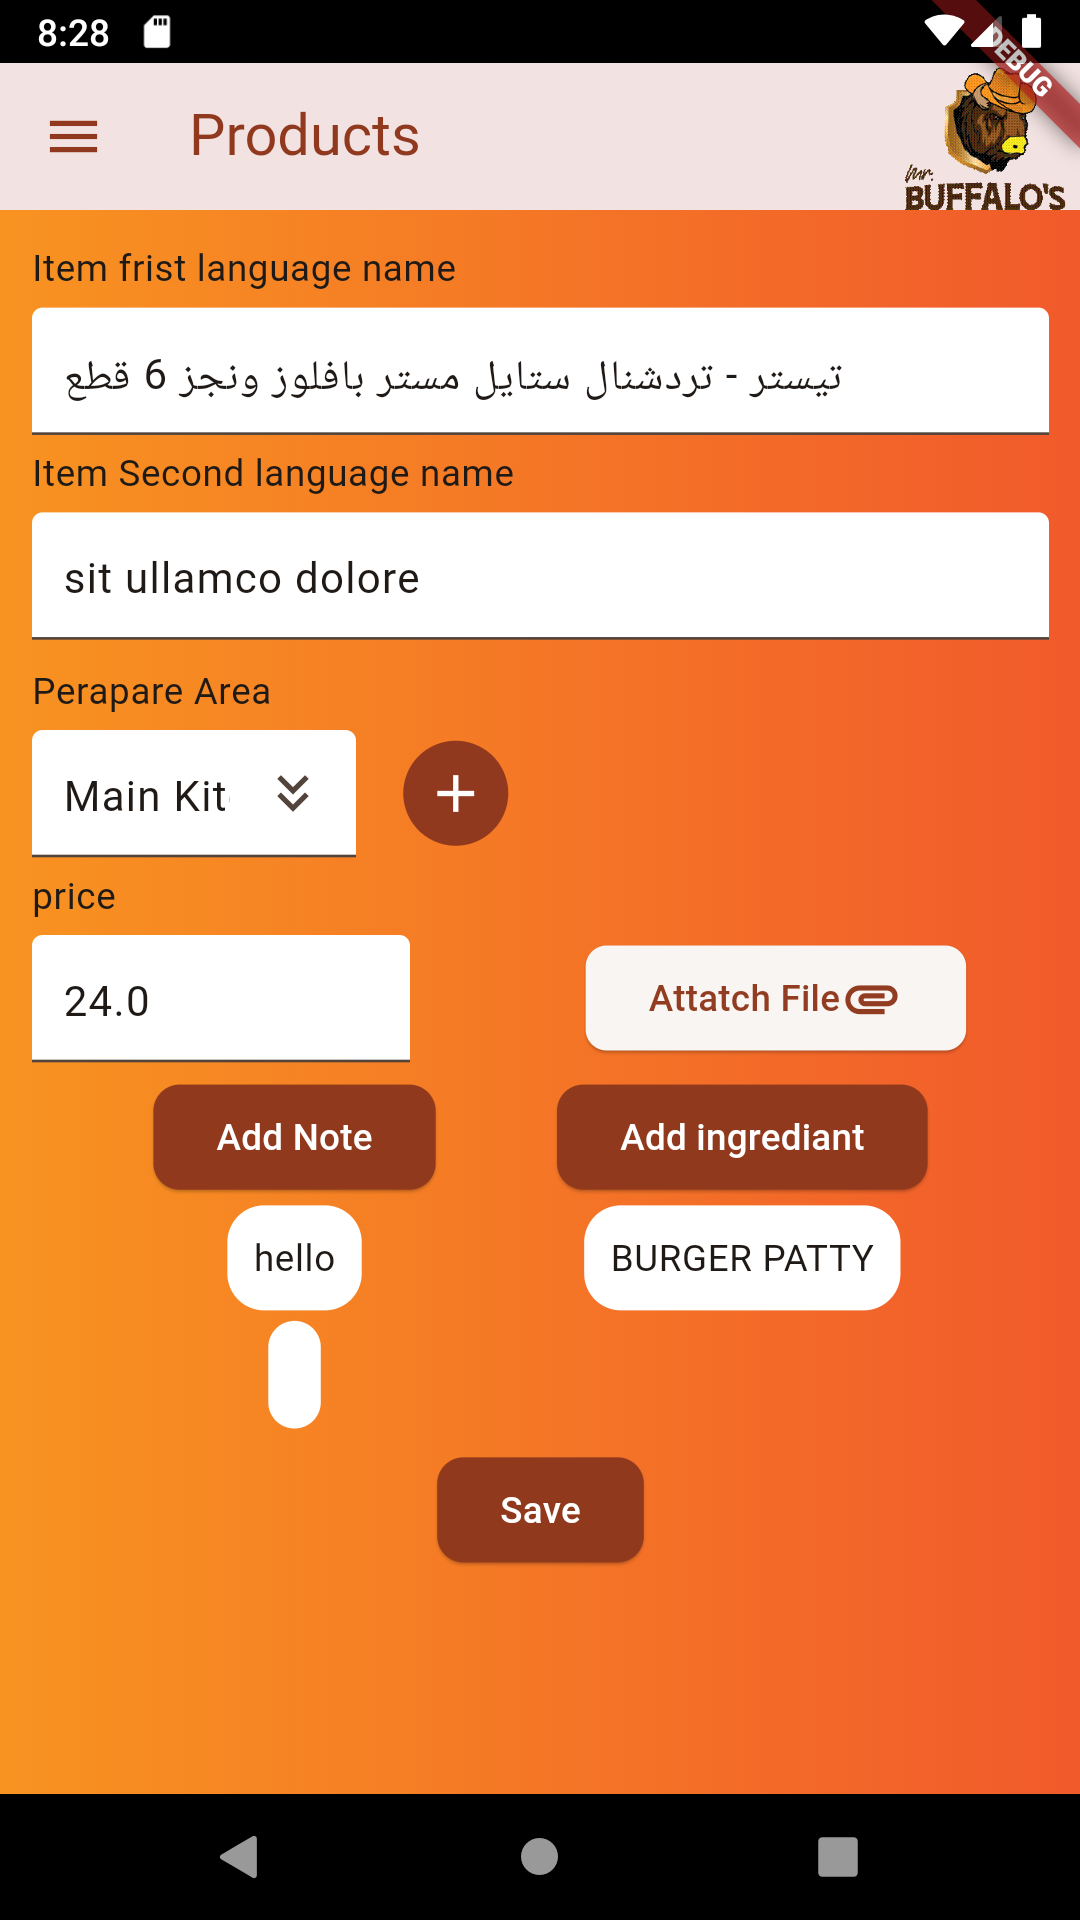 8:28
DEBUG
Products
Mr.
BUFFALO'S
Item frist language name
تيستر - تردشنال ستايل مستر بافلوز ونجز 6 قطع
Item Second language name
sit ullamco dolore
Perapare Area
Main Kit
price
24.0
Attatch File
Add Note
Add ingrediant
hello
BURGER PATTY
Save